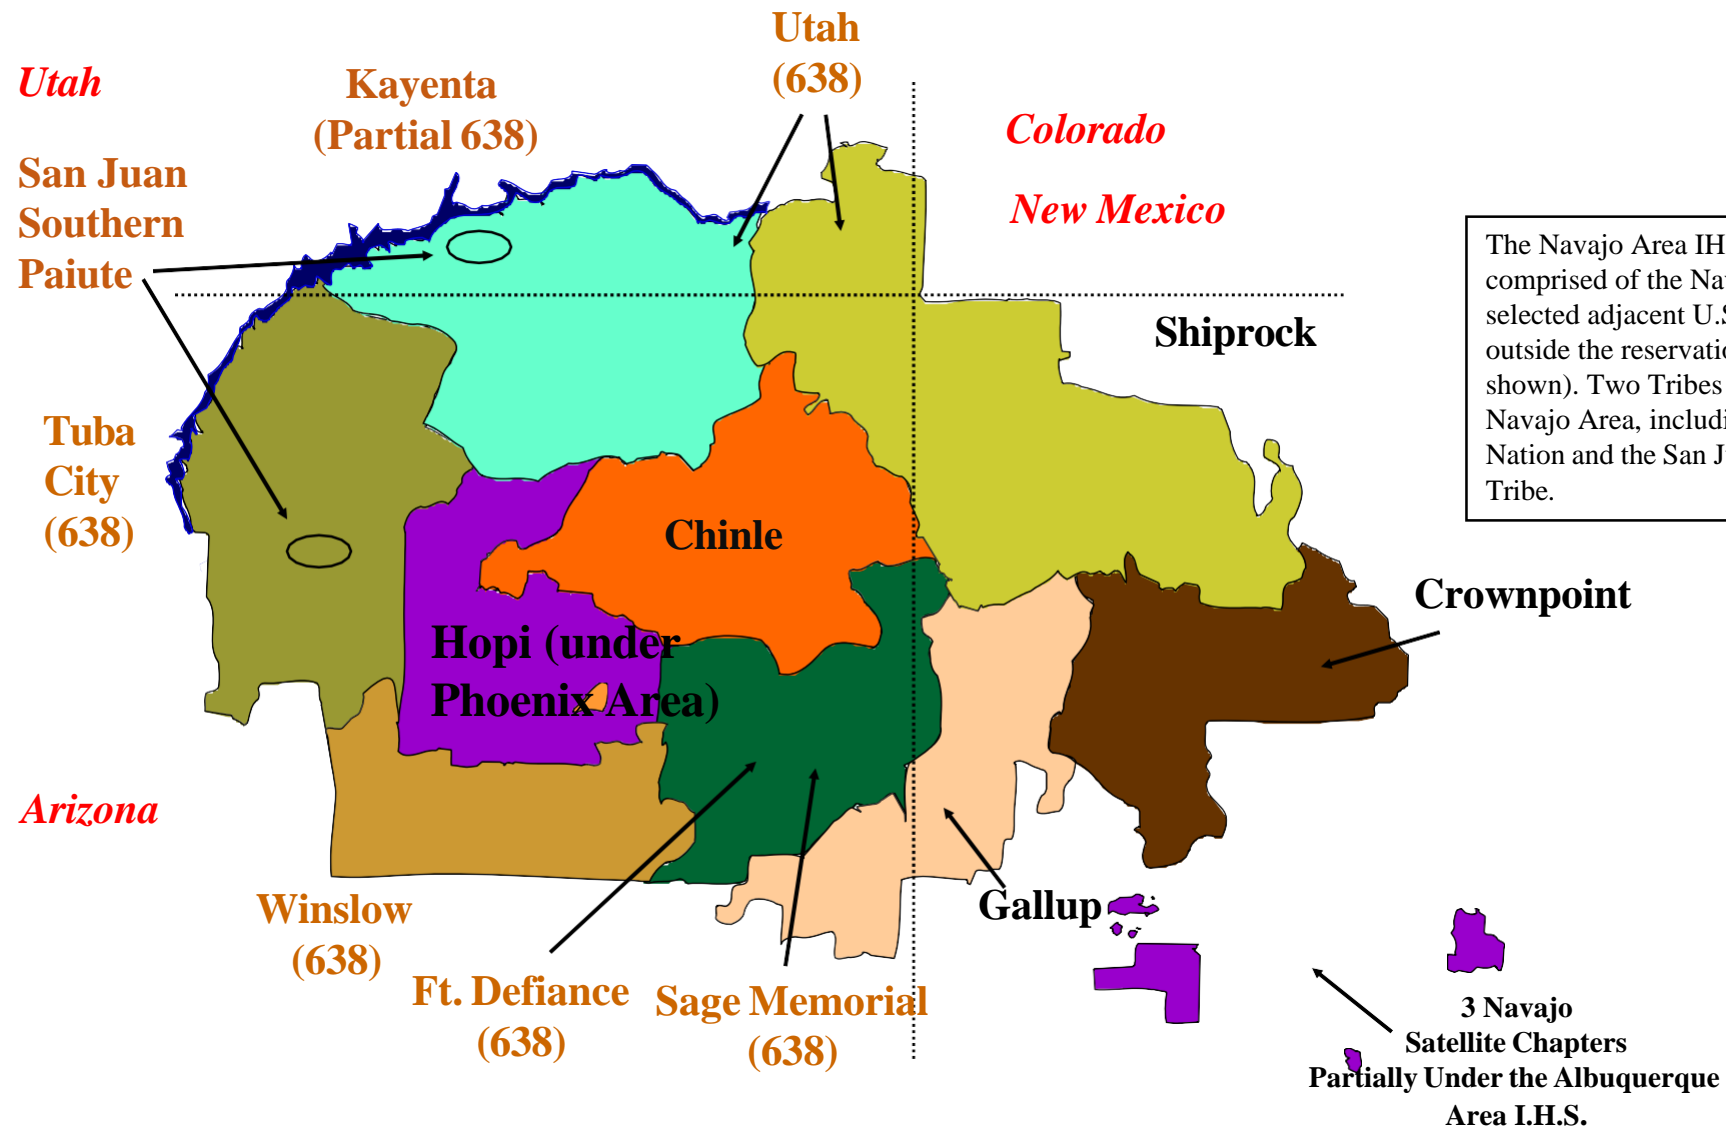 Utah
(638)
Utah
Kayenta
(Partial 638)
Colorado
New Mexico
San Juan
Southern
Paiute
The Navajo Area IH
comprised of the Nav
selected adjacent U.S
outside the reservatio
shown). Two Tribes
Navajo Area, includi
Nation and the San J
Tribe.
Shiprock
Tuba
City
(638)
Chinle
Crownpoint
Hopi (under
Phoenix Area)
Arizona
Gallup
Winslow
(638)
Ft. Defiance
(638)
Sage Memorial
(638)
3 Navajo
Satellite Chapters
Partially Under the Albuquerque
Area I.H.S.